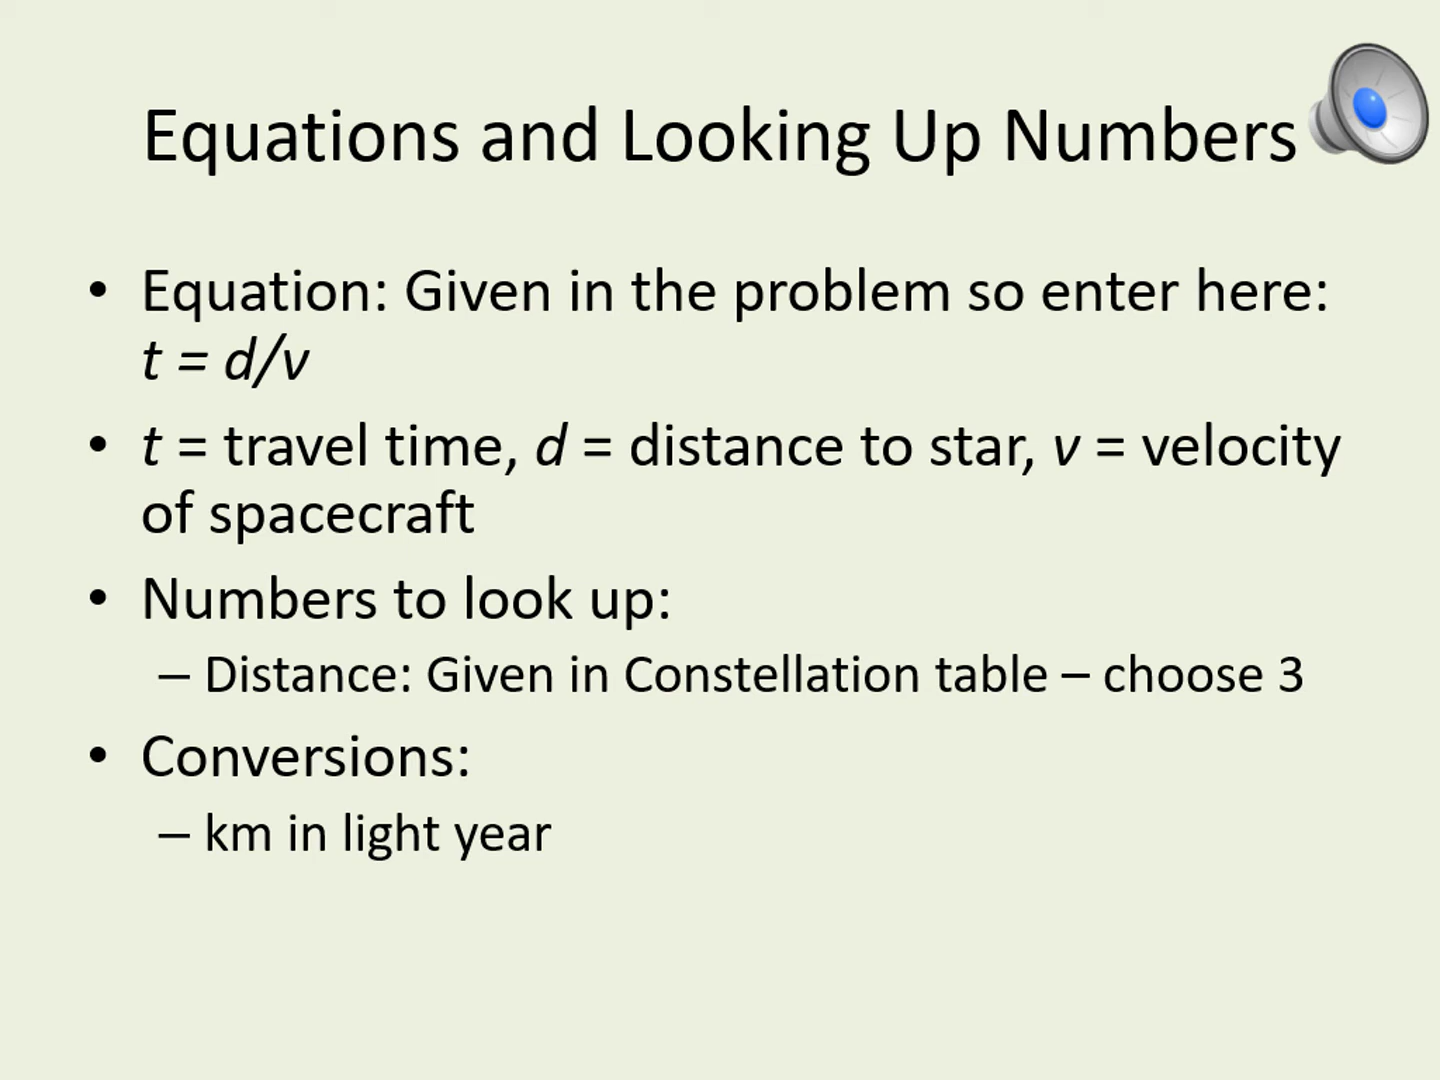 Equations and Looking Up Numbers
• Equation: Given in the problem so enter here:
t = d/v
• t = travel time, d = distance to star, v = velocity
of spacecraft
• Numbers to look up:
– Distance: Given in Constellation table – choose 3
• Conversions:
– km in light year